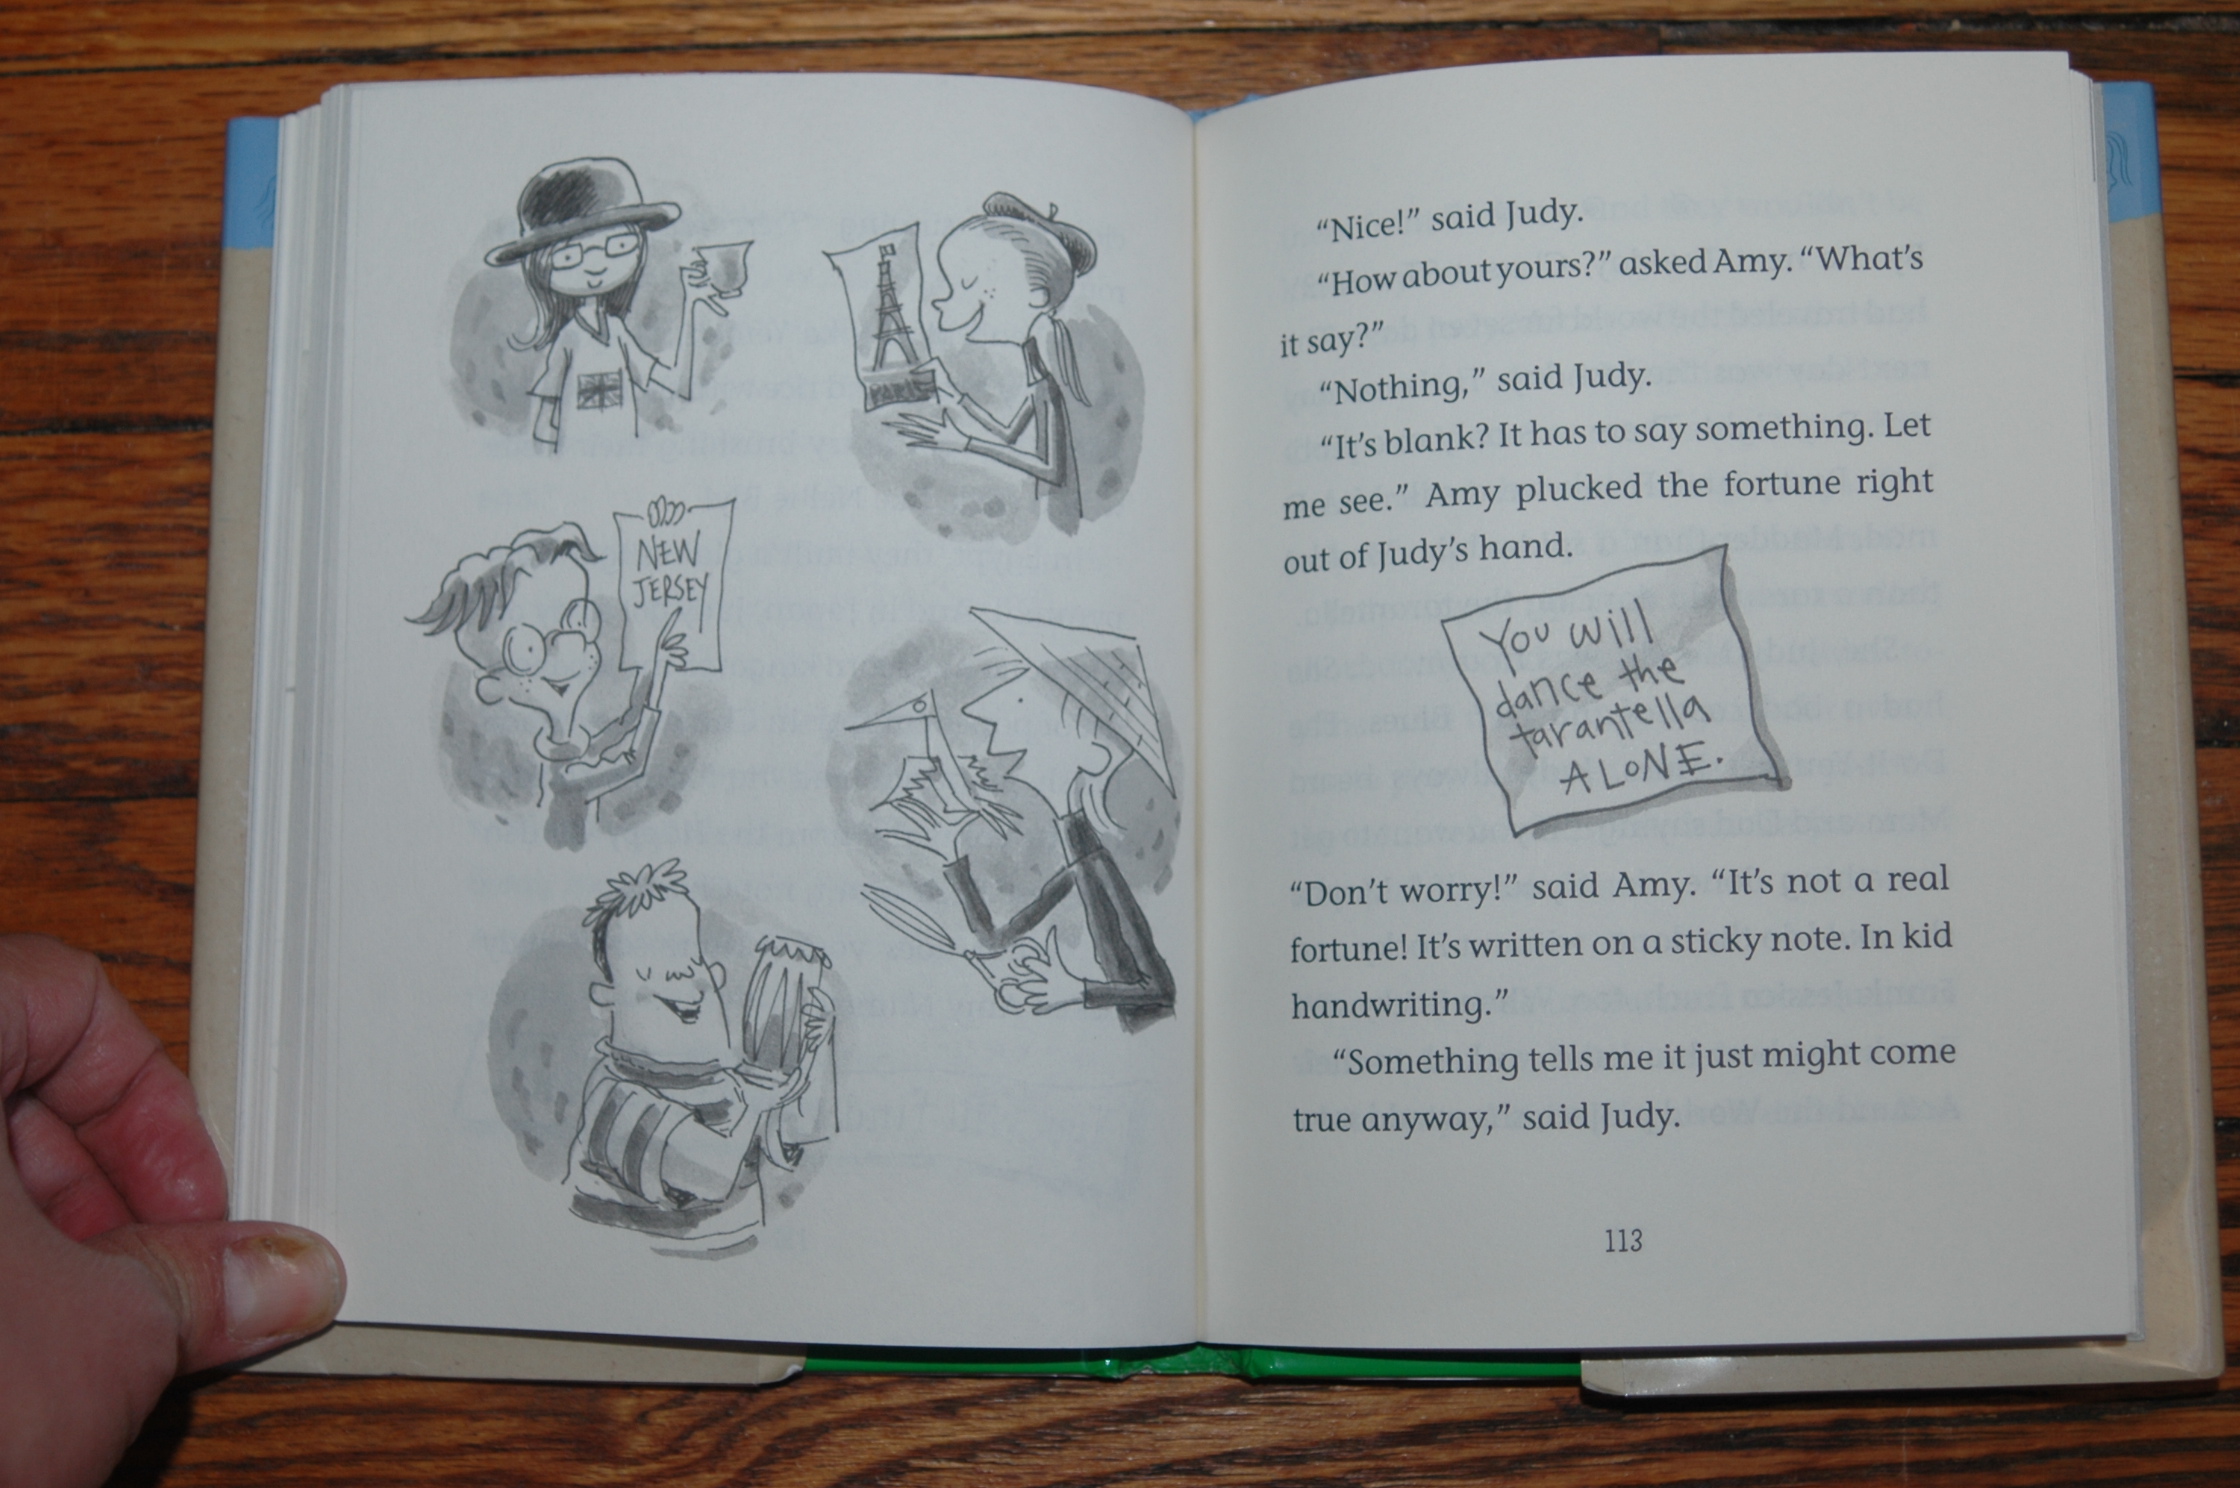 PARIS
NEW
JERSEY
“Nice!” said Judy.
“How about yours?” asked Amy. “What’s
it say?”
“Nothing,” said Judy.
“It’s blank? It has to say something. Let
me see.” Amy plucked the fortune right
out of Judy’s hand.
You will
dance the
tarantella
ALONE.
“Don’t worry!” said Amy. “It’s not a real
fortune! It’s written on a sticky note. In kid
handwriting.”
“Something tells me it just might come
true anyway,” said Judy.
113